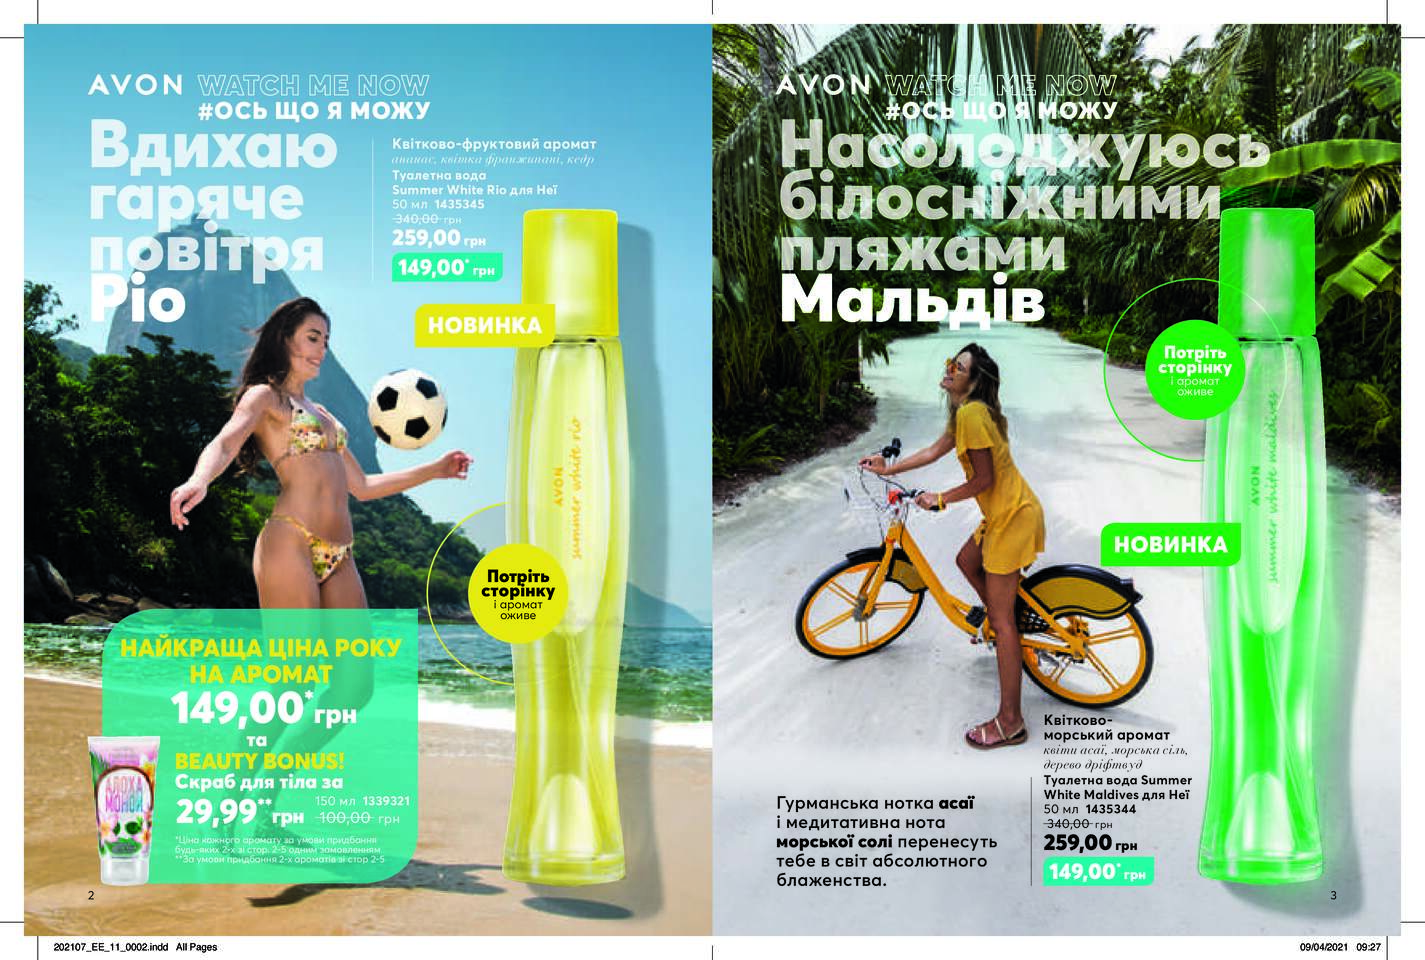 AVON WATCH ME NOW
#ОСЬ ЩО Я МОЖУ
Вдихаю
гаряче
повітря
Ріо
Квітково-фруктовий аромат
ананас, квітка франжипані, кедр
Туалетна вода
Summer White Rio для Неї
50 мл 1435345
340,00 грн
259,00 грн
149,00* грн
НОВИНКА
AVON
summer white rio
Потріть
сторінку
і аромат
оживе
НАЙКРАЩА ЦІНА РОКУ
НА АРОМАТ
149,00* грн
та
BEAUTY BONUS!
Скраб для тіла за
29,99** грн
150 мл 1339321
100,00 грн
*Ціна кожного аромату за умови придбання
будь-яких 2-х зі стор. 2-5 одним замовленням
**За умови придбання 2-х ароматів зі стор 2-5
АЛОХА
МОНОЇ
2
AVON WATCH ME NOW
#ОСЬ ЩО Я МОЖУ
Насолоджуюсь
білосніжними
пляжами
Мальдів
Потріть
сторінку
і аромат
оживе
AVON
summer white maldives
НОВИНКА
Гурманська нотка асаї
і медитативна нота
морської солі перенесуть
тебе в світ абсолютного
блаженства.
Квітково-
морський аромат
квіти асаї, морська сіль,
дерево дріфтвуд
Туалетна вода Summer
White Maldives для Неї
50 мл 1435344
340,00 грн
259,00 грн
149,00* грн
3
202107_EE_11_0002.indd All Pages
09/04/2021 09:27